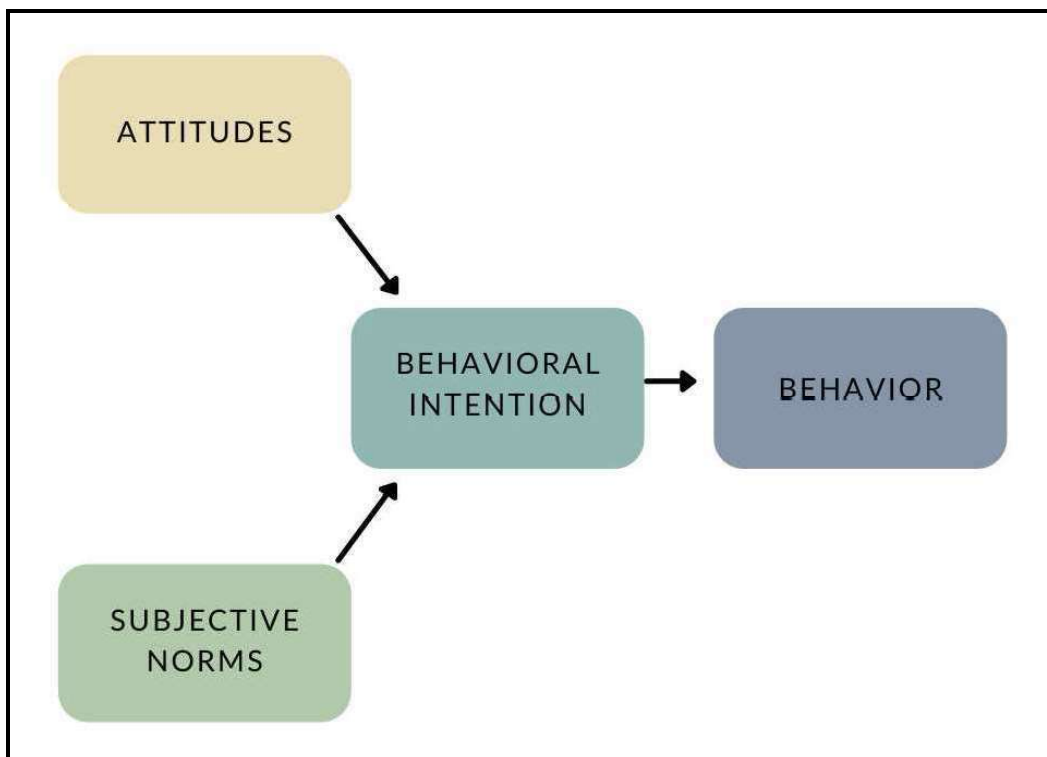 ATTITUDES
BEHAVIORAL
INTENTION
BEHAVIOR
SUBJECTIVE
NORMS